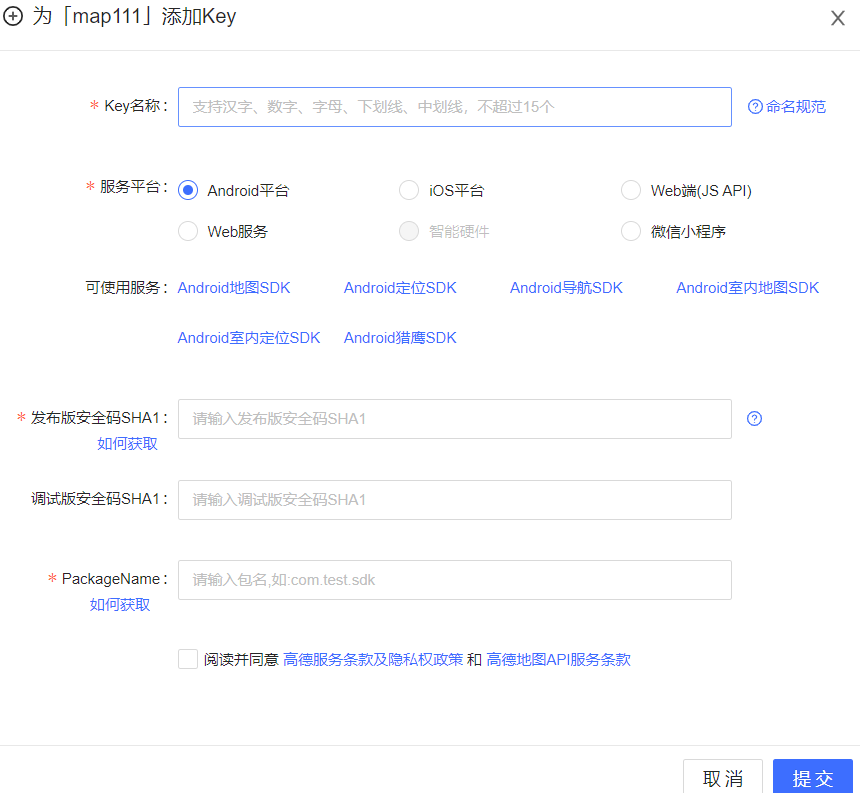 为「map111」添加Key
* Key名称： 支持汉字、数字、字母、下划线、中划线，不超过15个 命名规范
* 服务平台： Android平台 iOS平台 Web端(JS API)
Web服务 智能硬件 微信小程序
可使用服务： Android地图SDK Android定位SDK Android导航SDK Android室内地图SDK
Android室内定位SDK Android猎鹰SDK
* 发布版安全码SHA1： 请输入发布版安全码SHA1
如何获取
调试版安全码SHA1： 请输入调试版安全码SHA1
* PackageName： 请输入包名,如:com.test.sdk
如何获取
阅读并同意 高德服务条款及隐私权政策 和 高德地图API服务条款
取消 提交